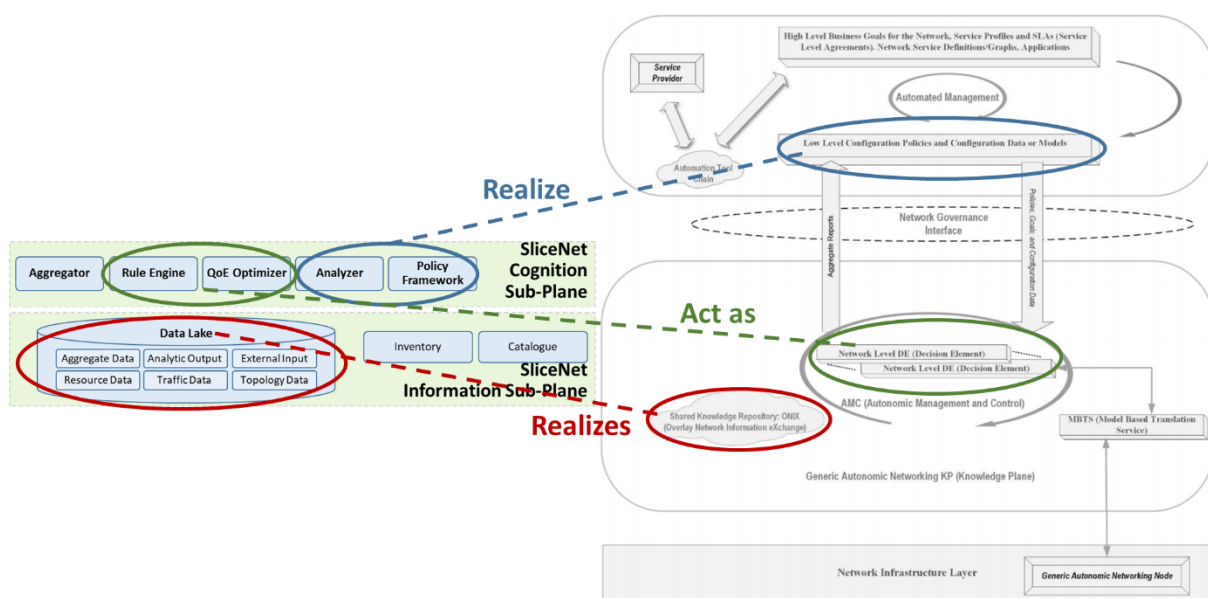 High Level Business Goals for the Network, Service Profiles and SLAs (Service
Level Agreements). Network Service Definitions/Graphs, Applications
Service
Provider
Automated Management
Low Level Configuration Policies and Configuration Data or Models
Automation Tool
Chain
Realize
Aggregate Reports
Policies, Goals, and Configuration Data
Network Governance
Interface
SliceNet
Cognition
Sub-Plane
Aggregator
Rule Engine
QoE Optimizer
Analyzer
Policy
Framework
Act as
Data Lake
Aggregate Data
Analytic Output
External Input
Resource Data
Traffic Data
Topology Data
Inventory
Catalogue
SliceNet
Information Sub-Plane
Realizes
Network Level DE (Decision Element)
Network Level DE (Decision Element)
AMC (Autonomic Management and Control)
Shared Knowledge Repository: ONIX
(Overlay Network Information eXchange)
MBTS (Model Based Translation
Service)
Generic Autonomic Networking KP (Knowledge Plane)
Network Infrastructure Layer
Generic Autonomic Networking Node